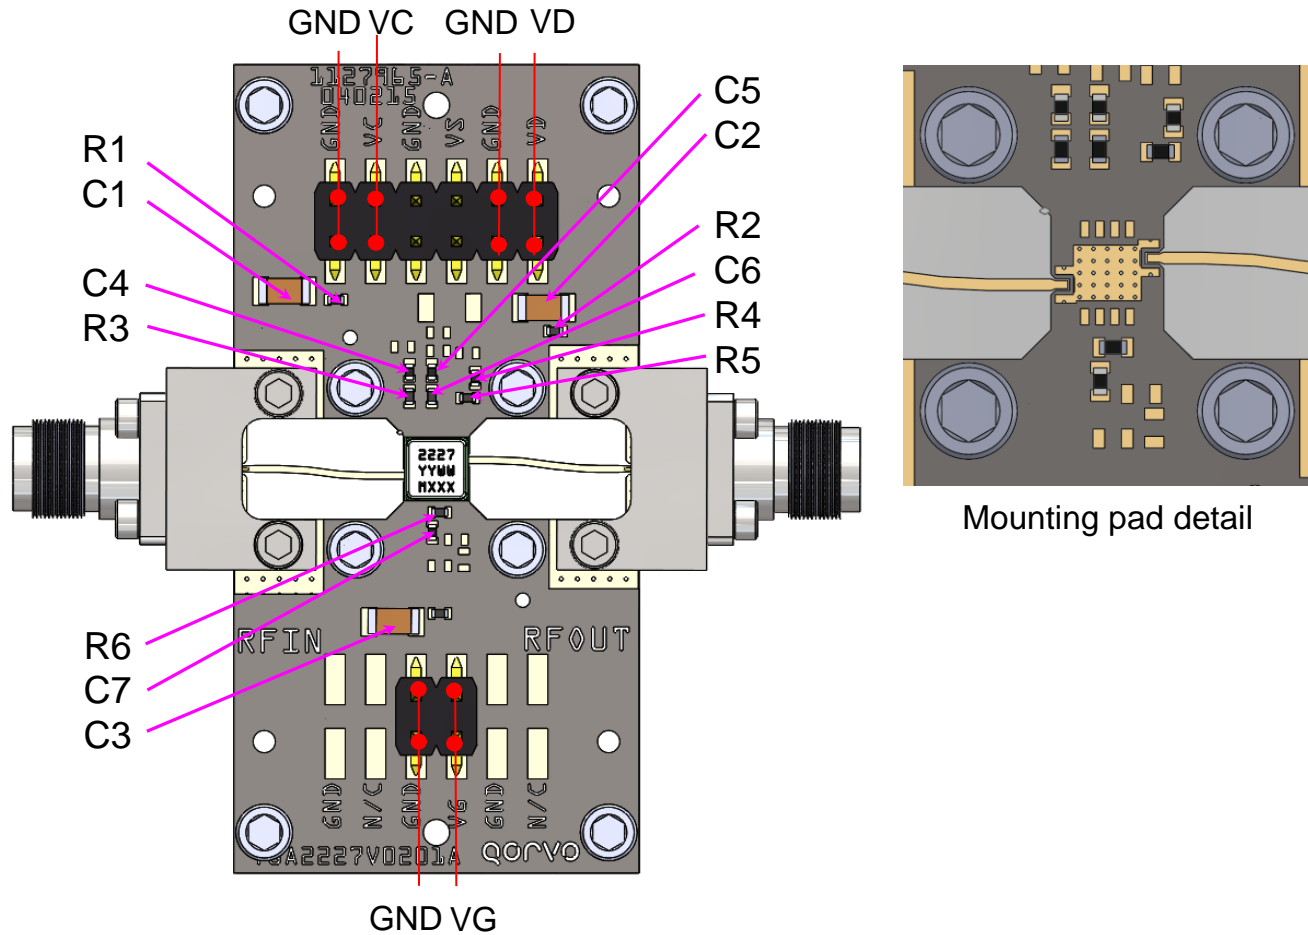 GND VC GND VD
1127965-A
040215
GND VC GND VS GND VD
R1
C1
C4
R3
C5
C2
R2
C6
R4
R5
2227
YYWW
MXXX
Mounting pad detail
R6
C7
C3
RFIN
RFOUT
GND N/C GND VG GND N/C
QORVO
GND VG